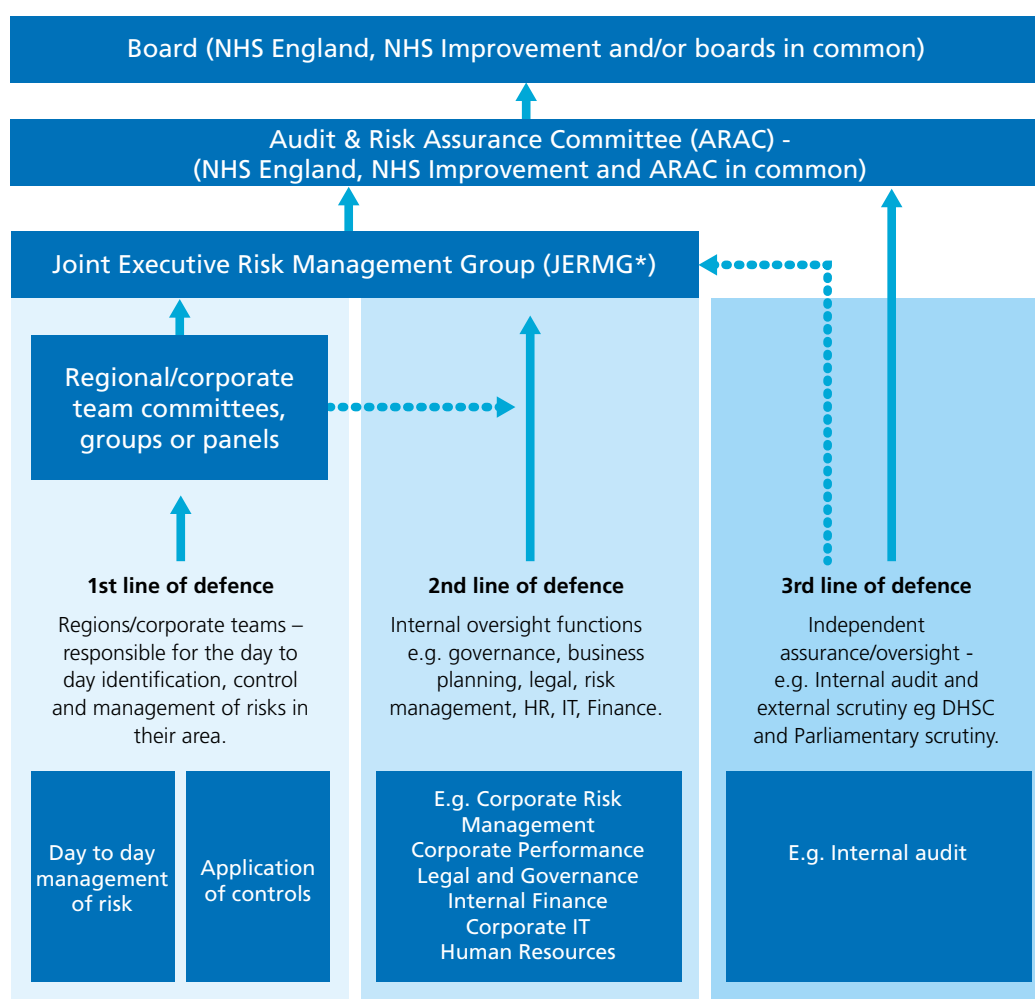 Board (NHS England, NHS Improvement and/or boards in common)
Audit & Risk Assurance Committee (ARAC) -
(NHS England, NHS Improvement and ARAC in common)
Joint Executive Risk Management Group (JERMG*)
Regional/corporate
team committees,
groups or panels
1st line of defence
Regions/corporate teams –
responsible for the day to
day identification, control
and management of risks in
their area.
Day to day
management
of risk
Application
of controls
2nd line of defence
Internal oversight functions
e.g. governance, business
planning, legal, risk
management, HR, IT, Finance.
E.g. Corporate Risk
Management
Corporate Performance
Legal and Governance
Internal Finance
Corporate IT
Human Resources
3rd line of defence
Independent
assurance/oversight -
e.g. Internal audit and
external scrutiny eg DHSC
and Parliamentary scrutiny.
E.g. Internal audit